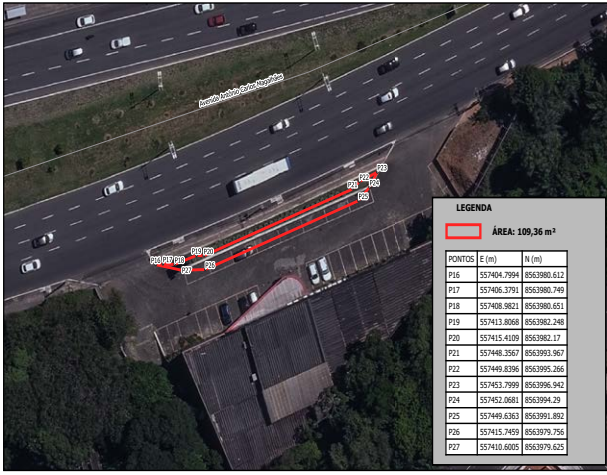 Avenida Antônio Carlos Magalhães
P23
P22
P24
P21
P25
P19
P20
P16
P17
P18
P26
P27
LEGENDA
ÁREA: 109,36 m²
PONTOS E (m) N (m)
P16 557404.7994 8563980.612
P17 557406.3791 8563980.749
P18 557408.9821 8563980.651
P19 557413.8068 8563982.248
P20 557415.4109 8563982.17
P21 557448.3567 8563993.967
P22 557449.8396 8563995.266
P23 557453.7999 8563996.942
P24 557452.0681 8563994.29
P25 557449.6363 8563991.892
P26 557415.7459 8563979.756
P27 557410.6005 8563979.625